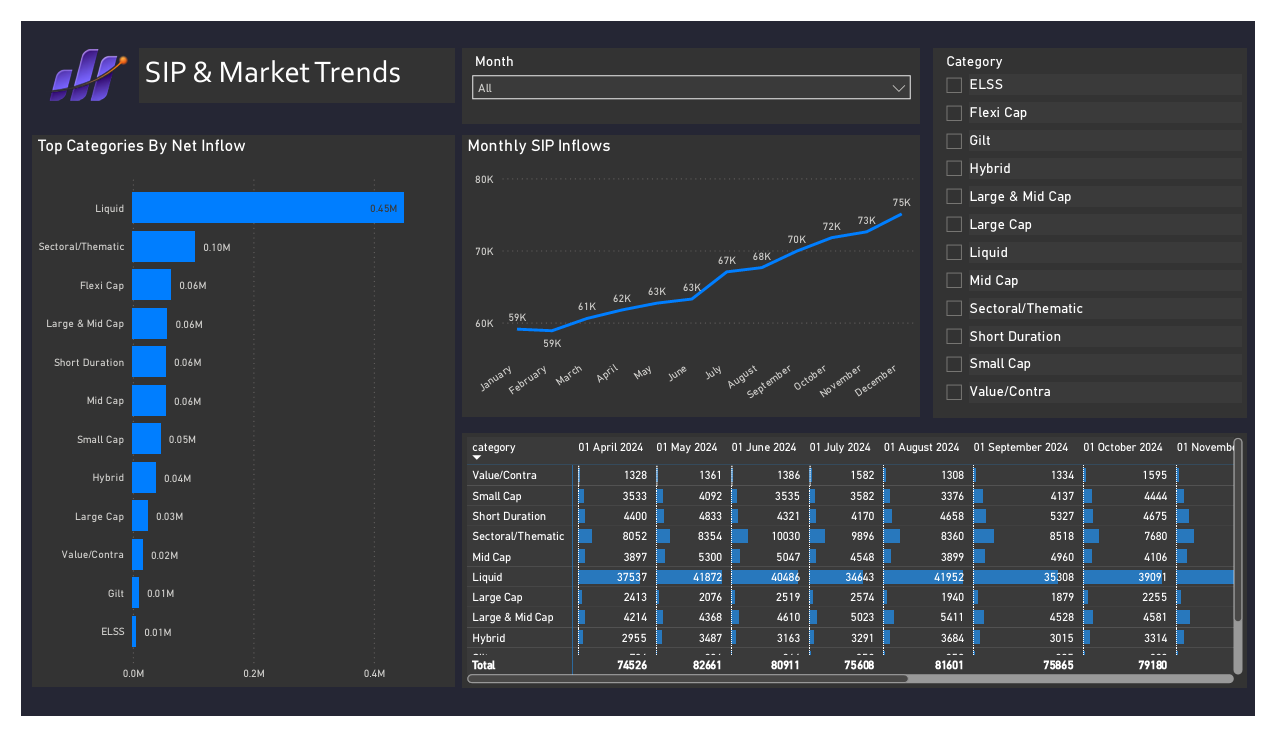 SIP & Market Trends
Month
All
Category
ELSS
Flexi Cap
Gilt
Hybrid
Large & Mid Cap
Large Cap
Liquid
Mid Cap
Sectoral/Thematic
Short Duration
Small Cap
Value/Contra
Top Categories By Net Inflow
Liquid 0.45M
Sectoral/Thematic 0.10M
Flexi Cap 0.06M
Large & Mid Cap 0.06M
Short Duration 0.06M
Mid Cap 0.06M
Small Cap 0.05M
Hybrid 0.04M
Large Cap 0.03M
Value/Contra 0.02M
Gilt 0.01M
ELSS 0.01M
0.0M 0.2M 0.4M
Monthly SIP Inflows
80K
70K
60K
59K 59K 61K 62K 63K 63K 67K 68K 70K 72K 73K 75K
January February March April May June July August September October November December
category 01 April 2024 01 May 2024 01 June 2024 01 July 2024 01 August 2024 01 September 2024 01 October 2024 01 Novemb
Value/Contra 1328 1361 1386 1582 1308 1334 1595
Small Cap 3533 4092 3535 3582 3376 4137 4444
Short Duration 4400 4833 4321 4170 4658 5327 4675
Sectoral/Thematic 8052 8354 10030 9896 8360 8518 7680
Mid Cap 3897 5300 5047 4548 3899 4960 4106
Liquid 37537 41872 40486 34643 41952 35308 39091
Large Cap 2413 2076 2519 2574 1940 1879 2255
Large & Mid Cap 4214 4368 4610 5023 5411 4528 4581
Hybrid 2955 3487 3163 3291 3684 3015 3314
Total 74526 82661 80911 75608 81601 75865 79180